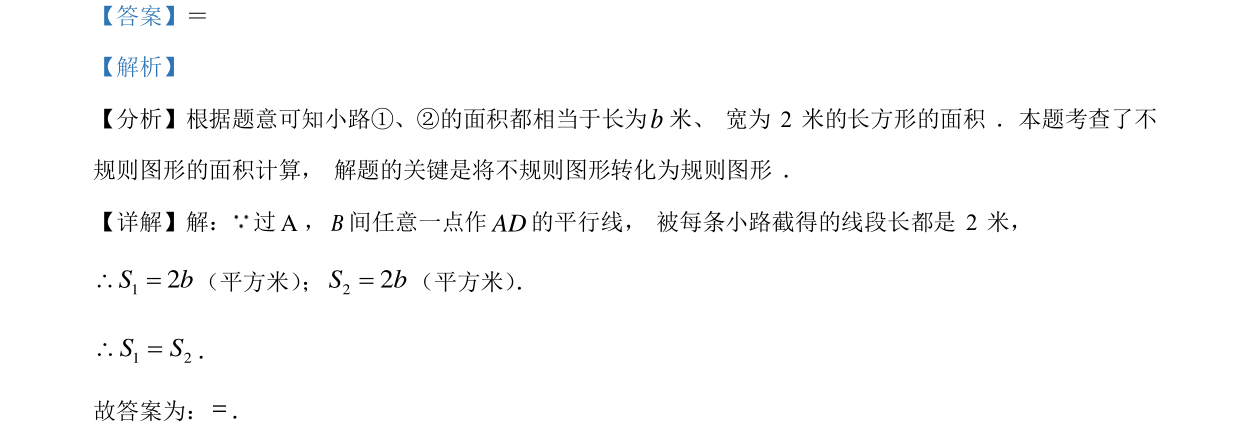 【答案】＝
【解析】
【分析】根据题意可知小路①、②的面积都相当于长为b 米、 宽为 2 米的长方形的面积 ．本题考查了不
规则图形的面积计算， 解题的关键是将不规则图形转化为规则图形 ．
【详解】解：∵过 A ，B 间任意一点作 AD 的平行线， 被每条小路截得的线段长都是 2 米，
∴S₁ = 2b（平方米）；S₂ = 2b（平方米）．
∴S₁ = S₂．
故答案为：=．